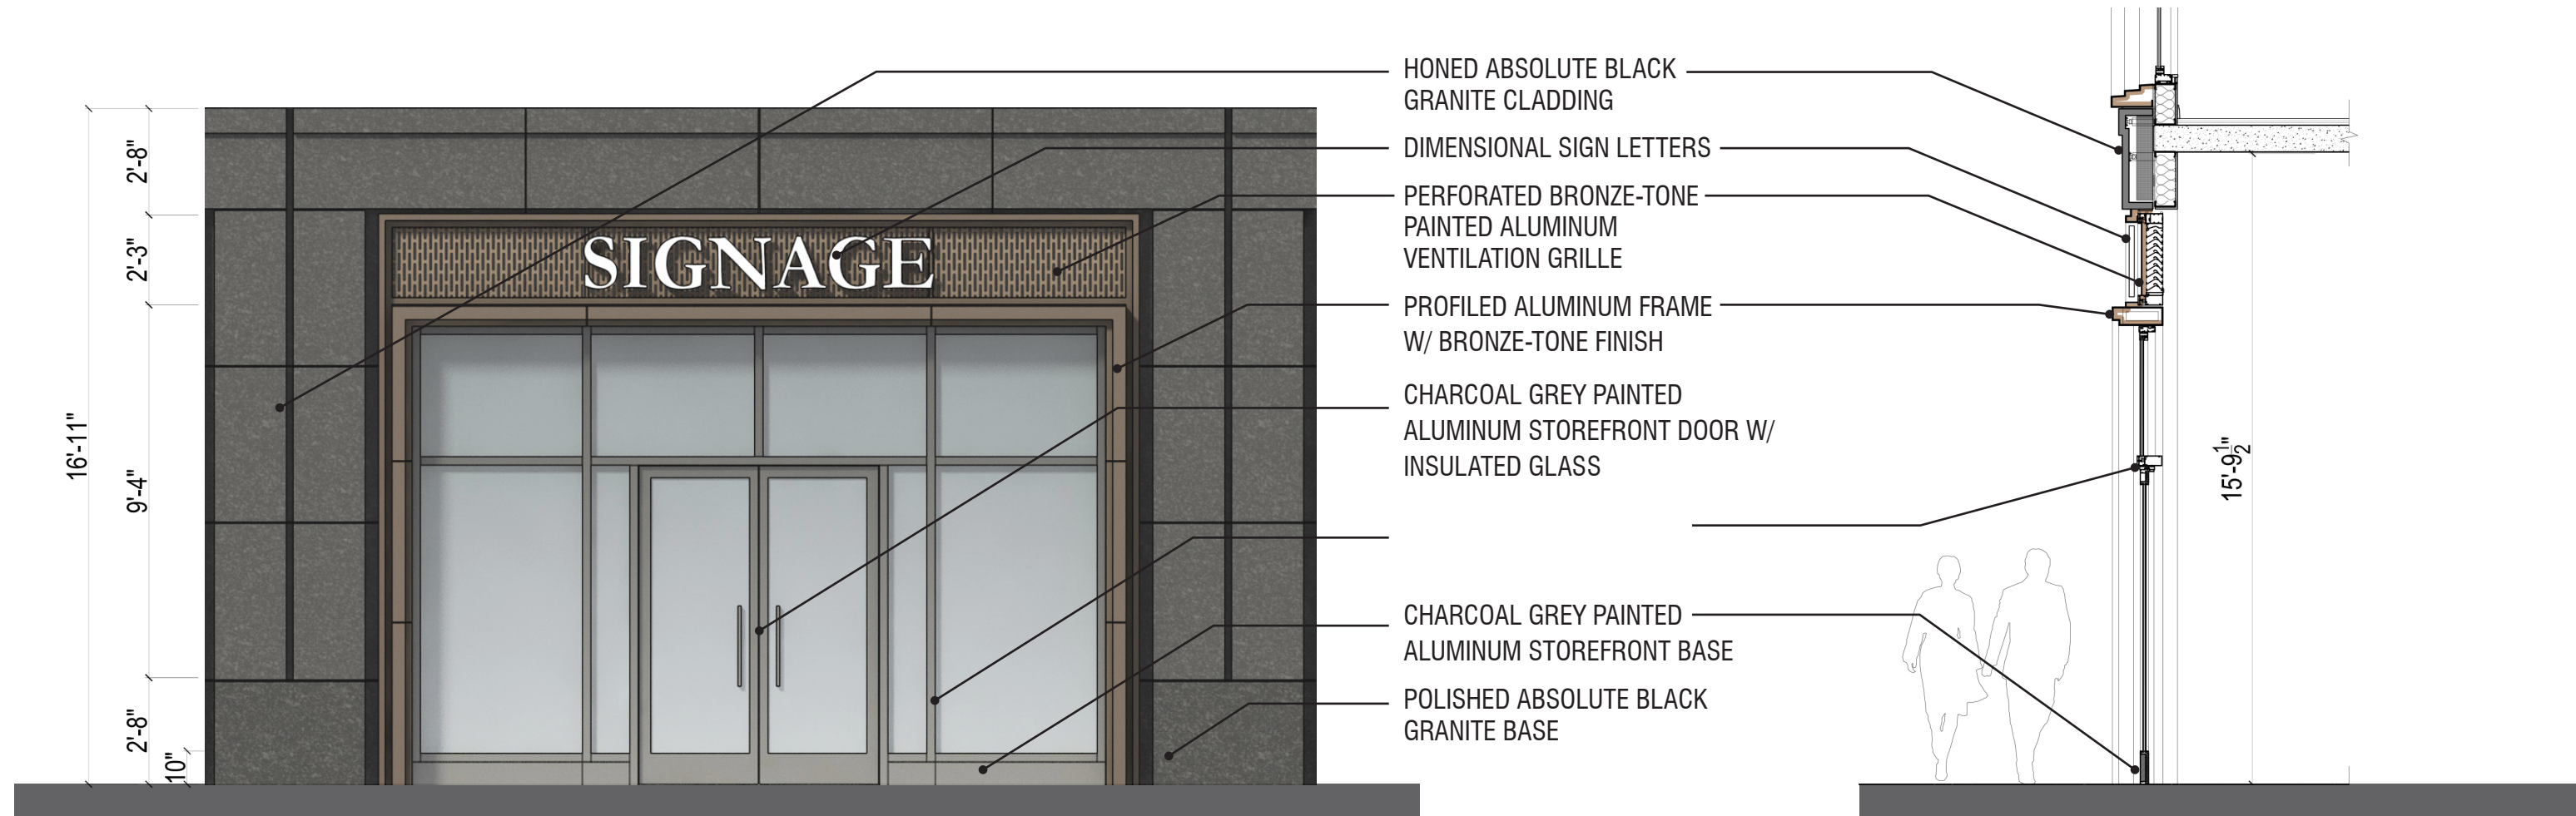 HONED ABSOLUTE BLACK
GRANITE CLADDING
DIMENSIONAL SIGN LETTERS
PERFORATED BRONZE-TONE
PAINTED ALUMINUM
VENTILATION GRILLE
PROFILED ALUMINUM FRAME
W/ BRONZE-TONE FINISH
CHARCOAL GREY PAINTED
ALUMINUM STOREFRONT DOOR W/
INSULATED GLASS
CHARCOAL GREY PAINTED
ALUMINUM STOREFRONT BASE
POLISHED ABSOLUTE BLACK
GRANITE BASE
SIGNAGE
16'-11"
2'-8"
2'-3"
9'-4"
2'-8"
10"
15'-9 1/2"